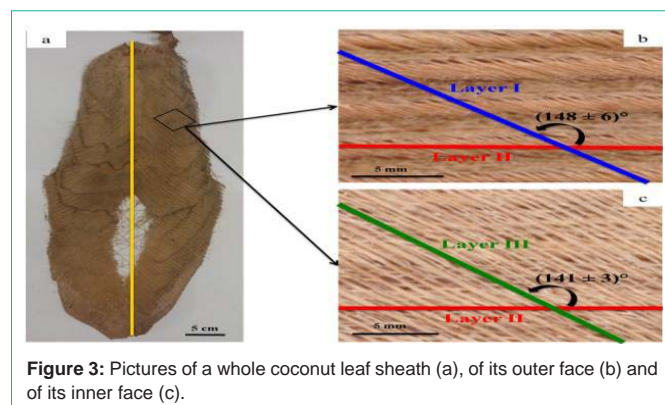 a
5 cm
b
Layer I
(148 ± 6)°
Layer II
5 mm
c
Layer III
(141 ± 3)°
Layer II
5 mm
Figure 3: Pictures of a whole coconut leaf sheath (a), of its outer face (b) and
of its inner face (c).